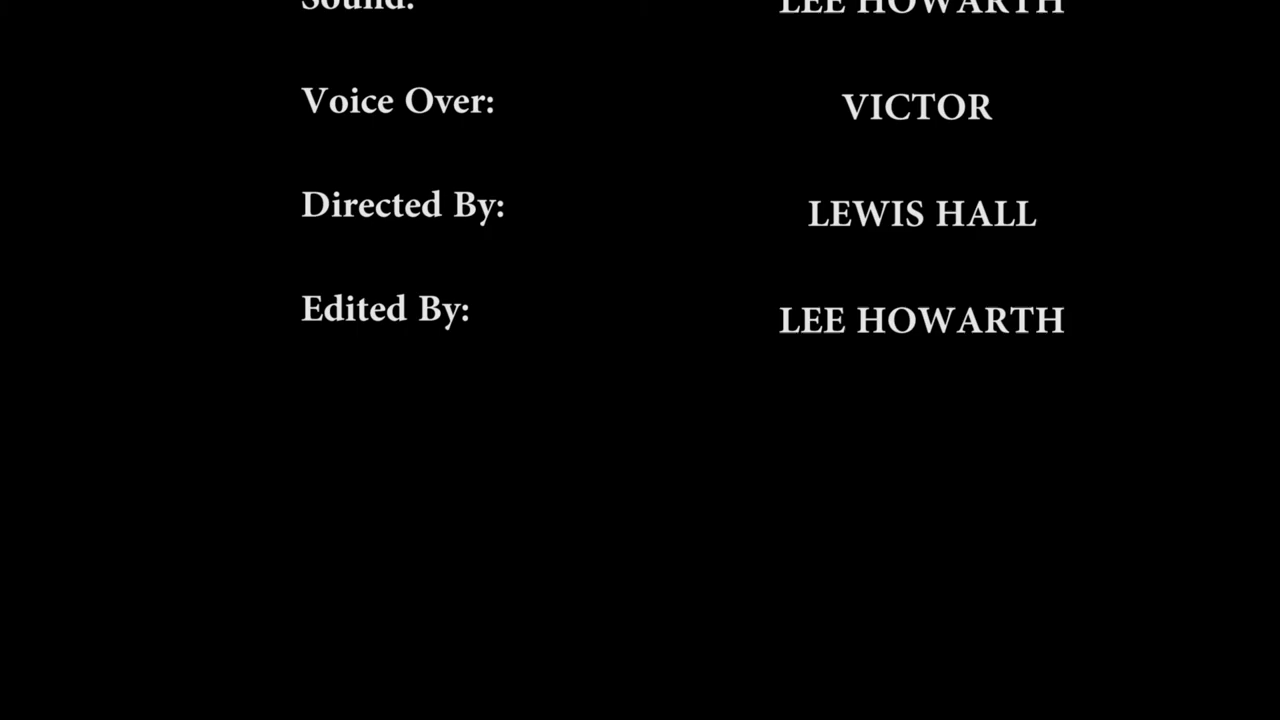 Sound: LEE HOWARTH
Voice Over: VICTOR
Directed By: LEWIS HALL
Edited By: LEE HOWARTH